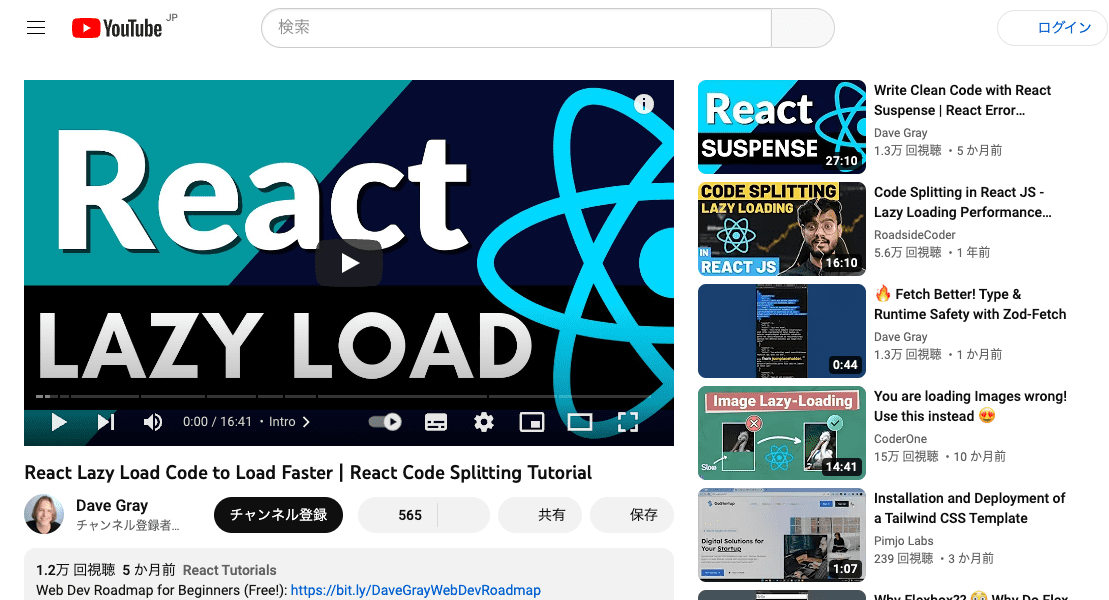 YouTube JP
検索
ログイン
React
LAZY LOAD
0:00 / 16:41 • Intro
React Lazy Load Code to Load Faster | React Code Splitting Tutorial
Dave Gray
チャンネル登録者…
チャンネル登録
565
共有
保存
1.2万 回視聴 5 か月前 React Tutorials
Web Dev Roadmap for Beginners (Free!): https://bit.ly/DaveGrayWebDevRoadmap
React
SUSPENSE
27:10
Write Clean Code with React
Suspense | React Error…
Dave Gray
1.3万 回視聴 • 5 か月前
CODE SPLITTING
LAZY LOADING
IN
REACT JS
16:10
Code Splitting in React JS -
Lazy Loading Performance…
RoadsideCoder
5.6万 回視聴 • 1 年前
0:44
🔥 Fetch Better! Type &
Runtime Safety with Zod-Fetch
Dave Gray
1.3万 回視聴 • 1 か月前
Image Lazy-Loading
Slow
14:41
You are loading Images wrong!
Use this instead 😍
CoderOne
15万 回視聴 • 10 か月前
Digital Solutions for
Your Startup
1:07
Installation and Deployment of
a Tailwind CSS Template
Pimjo Labs
239 回視聴 • 3 か月前
Why Flexbox?? 😳 Why Do Flex